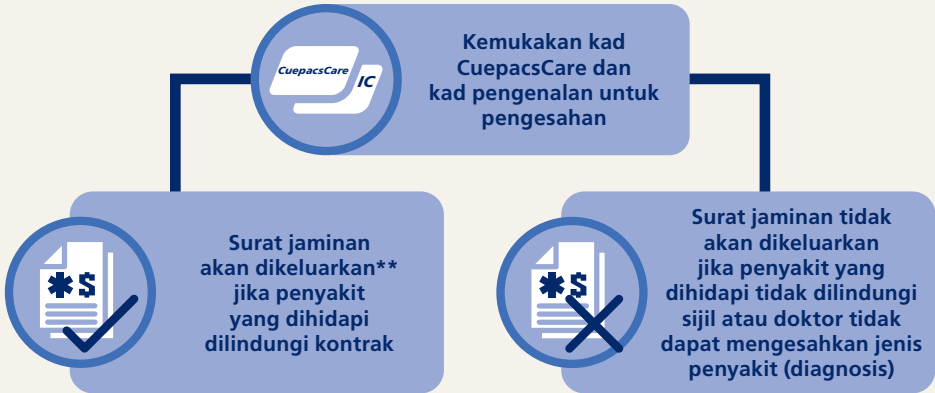 CuepacsCare
IC
Kemukakan kad
CuepacsCare dan
kad pengenalan untuk
pengesahan
Surat jaminan
akan dikeluarkan**
jika penyakit
yang dihidapi
dilindungi kontrak
Surat jaminan tidak
akan dikeluarkan
jika penyakit yang
dihidapi tidak dilindungi
sijil atau doktor tidak
dapat mengesahkan jenis
penyakit (diagnosis)